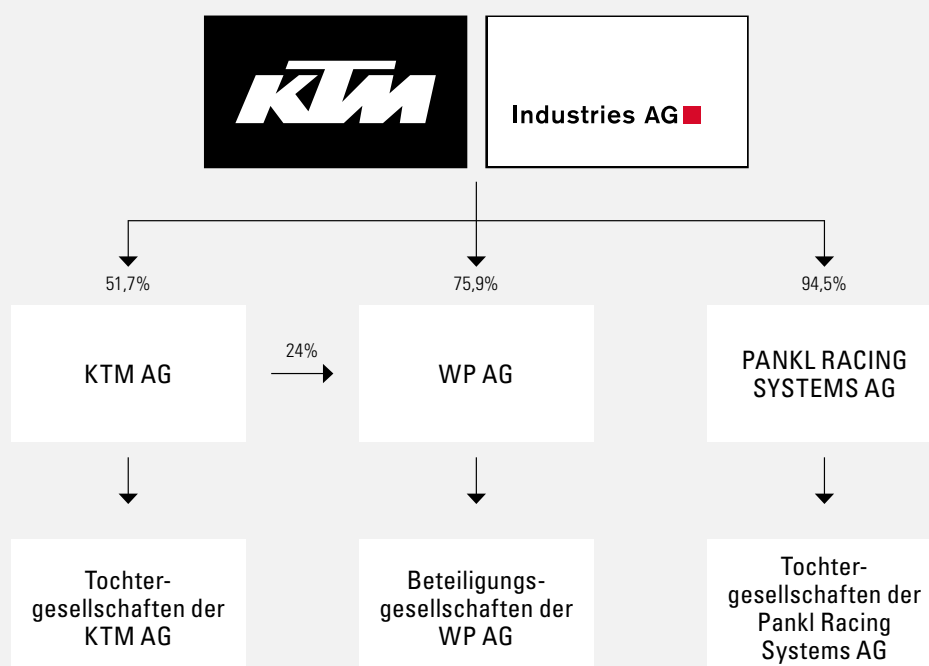 KTM
Industries AG
51,7%
75,9%
94,5%
KTM AG
24%
WP AG
PANKL RACING
SYSTEMS AG
Tochter-
gesellschaften der
KTM AG
Beteiligungs-
gesellschaften der
WP AG
Tochter-
gesellschaften der
Pankl Racing
Systems AG